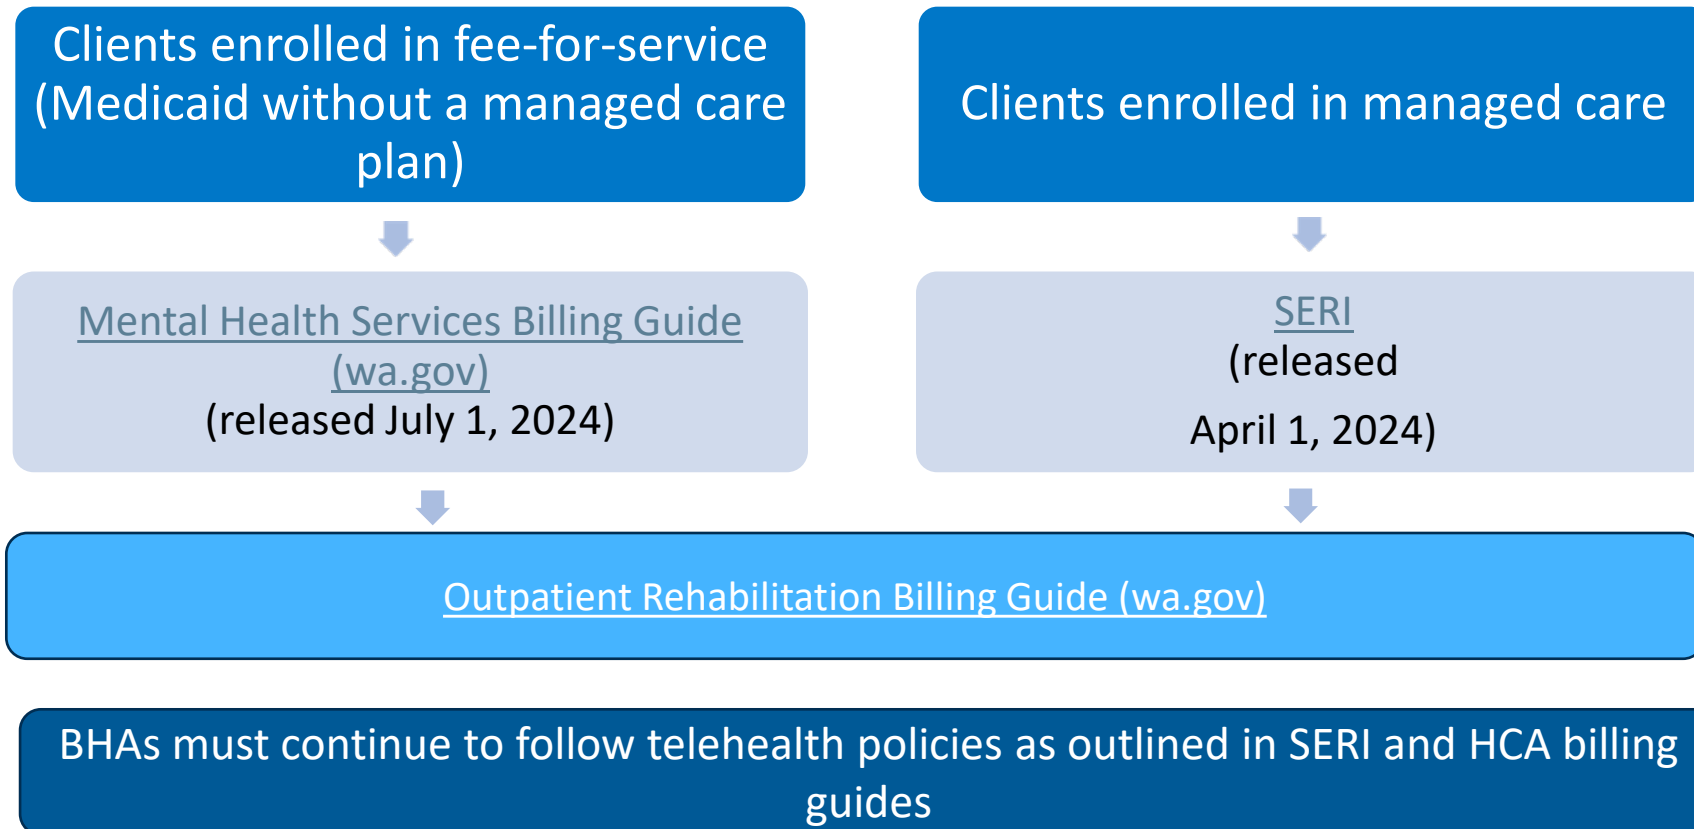 Clients enrolled in fee-for-service
(Medicaid without a managed care
plan)
Clients enrolled in managed care
Mental Health Services Billing Guide
(wa.gov)
(released July 1, 2024)
SERI
(released
April 1, 2024)
Outpatient Rehabilitation Billing Guide (wa.gov)
BHAs must continue to follow telehealth policies as outlined in SERI and HCA billing
guides